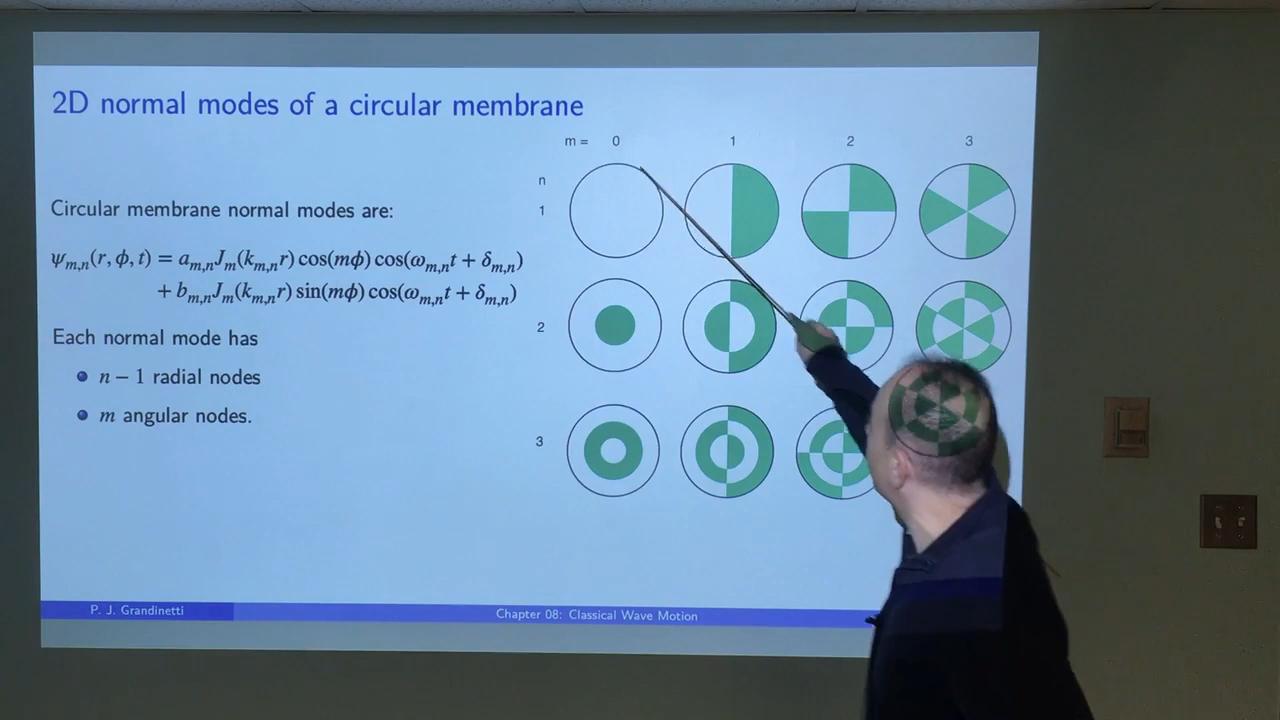 2D normal modes of a circular membrane
m = 0 1 2 3
n
1
Circular membrane normal modes are:
ψm,n(r, ϕ, t) = am,nJm(km,nr) cos(mϕ) cos(ωm,nt + δm,n)
+ bm,nJm(km,nr) sin(mϕ) cos(ωm,nt + δm,n)
2
Each normal mode has
n − 1 radial nodes
m angular nodes.
3
P. J. Grandinetti
Chapter 08: Classical Wave Motion